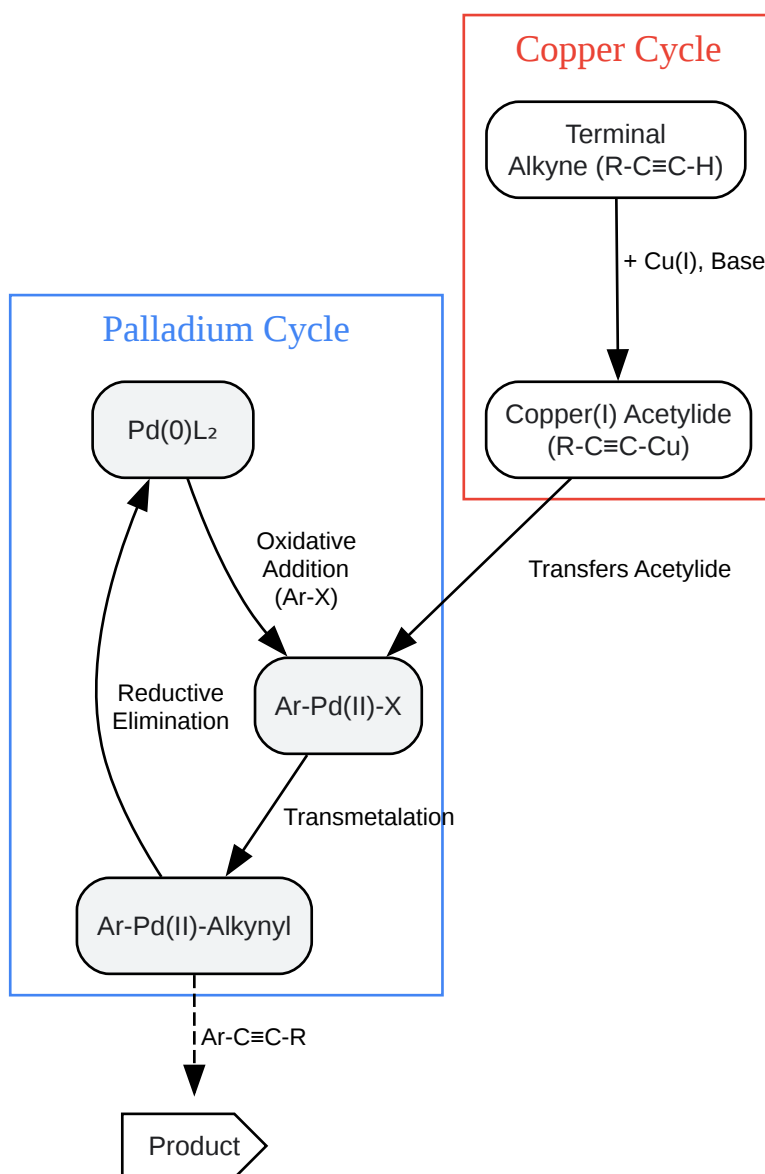 Copper Cycle
Terminal
Alkyne (R-C≡C-H)
+ Cu(I), Base
Palladium Cycle
Pd(0)L₂
Copper(I) Acetylide
(R-C≡C-Cu)
Oxidative
Addition
(Ar-X)
Transfers Acetylide
Reductive
Elimination
Ar-Pd(II)-X
Transmetalation
Ar-Pd(II)-Alkynyl
Ar-C≡C-R
Product